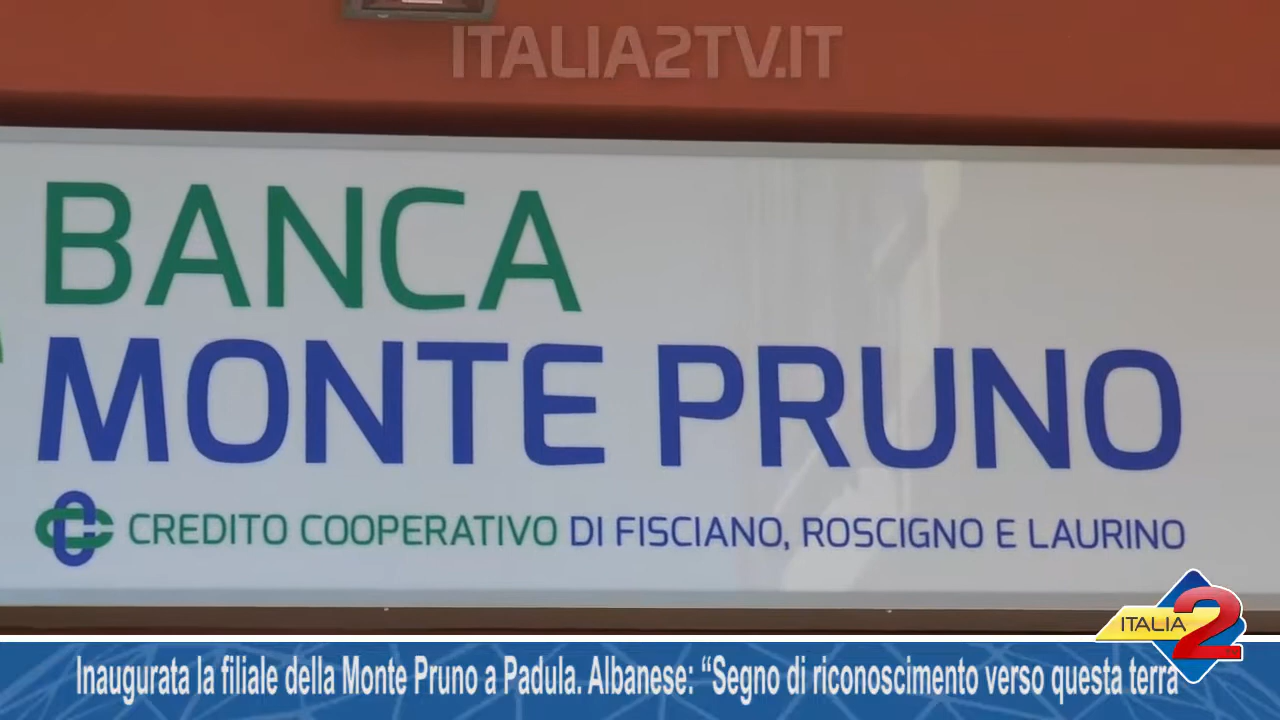 ITALIA2TV.IT
BANCA
MONTE PRUNO
CREDITO COOPERATIVO DI FISCIANO, ROSCIGNO E LAURINO
ITALIA 2
Inaugurata la filiale della Monte Pruno a Padula. Albanese: “Segno di riconoscimento verso questa terra